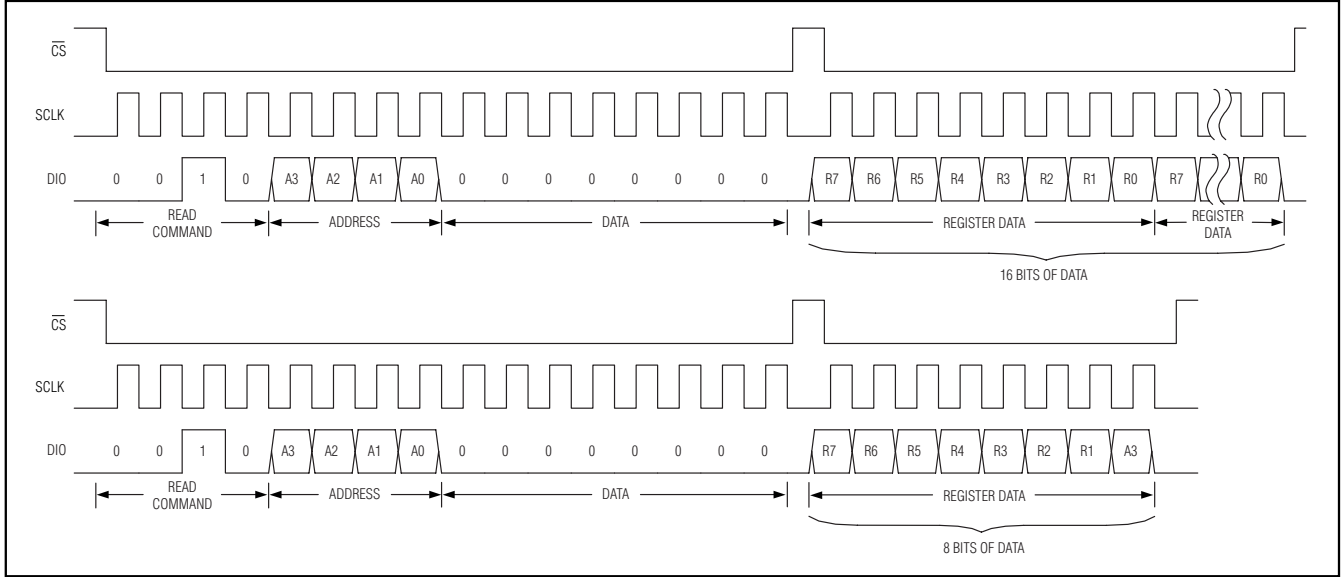 CS
SCLK
DIO 0 0 1 0 A3 A2 A1 A0 0 0 0 0 0 0 0 0 R7 R6 R5 R4 R3 R2 R1 R0 R7 R0
READ COMMAND ADDRESS DATA REGISTER DATA REGISTER DATA
16 BITS OF DATA
CS
SCLK
DIO 0 0 1 0 A3 A2 A1 A0 0 0 0 0 0 0 0 0 R7 R6 R5 R4 R3 R2 R1 A3
READ COMMAND ADDRESS DATA REGISTER DATA
8 BITS OF DATA